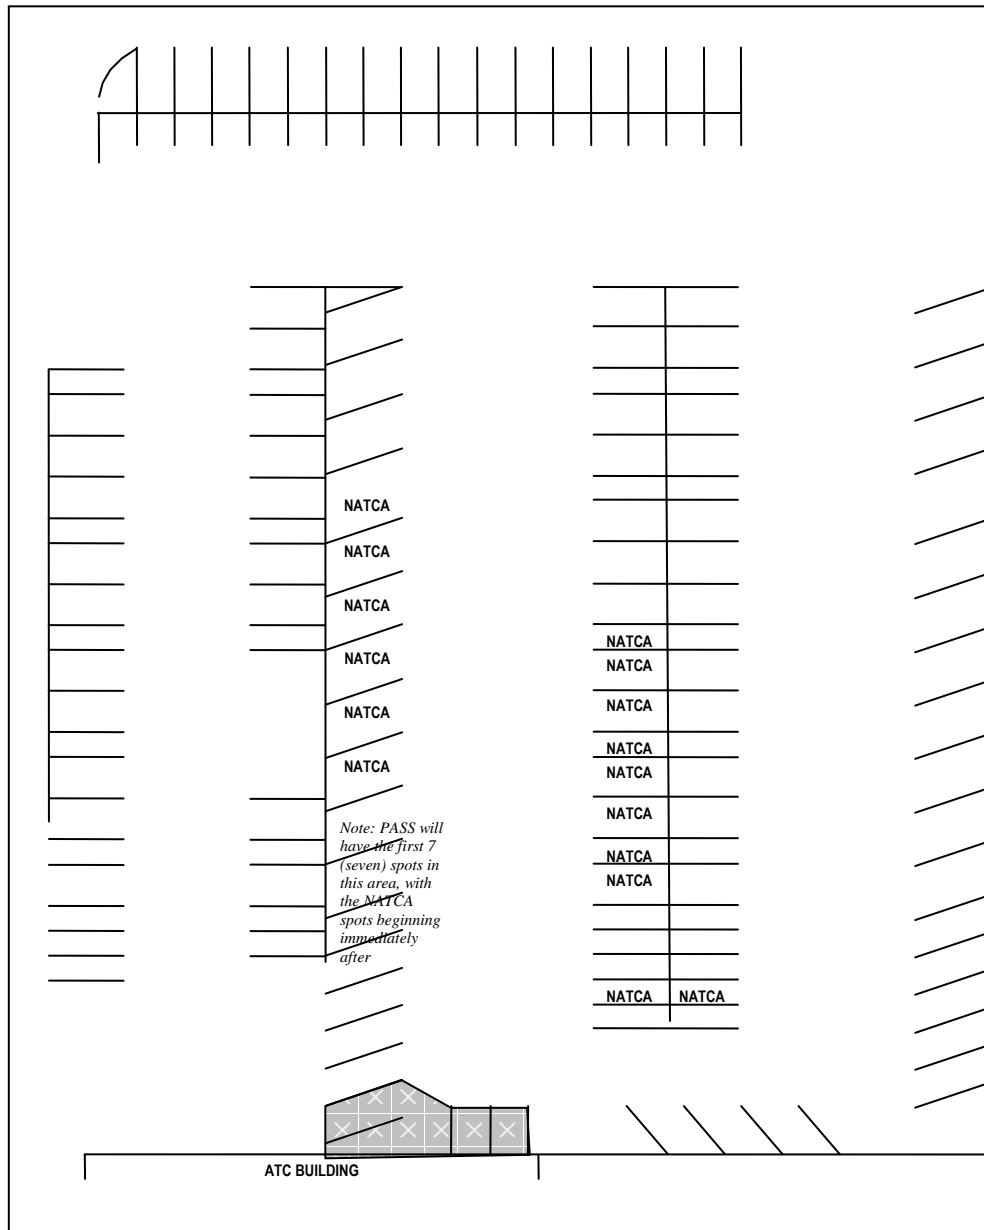 NATCA
NATCA
NATCA
NATCA
NATCA
NATCA
NATCA
NATCA
NATCA
NATCA
NATCA
NATCA
NATCA
NATCA
Note: PASS will
have the first 7
(seven) spots in
this area, with
the NATCA
spots beginning
immediately
after
NATCA NATCA
ATC BUILDING